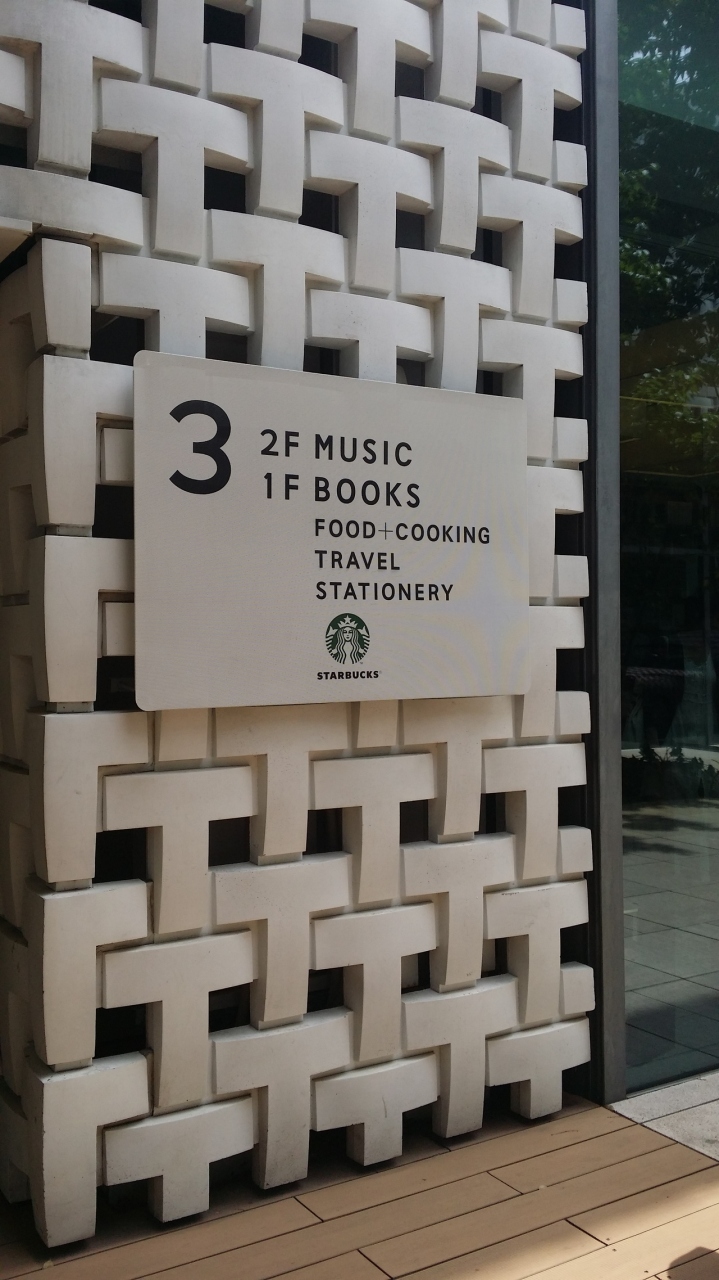 3
2F MUSIC
1F BOOKS
FOOD+COOKING
TRAVEL
STATIONERY
STARBUCKS